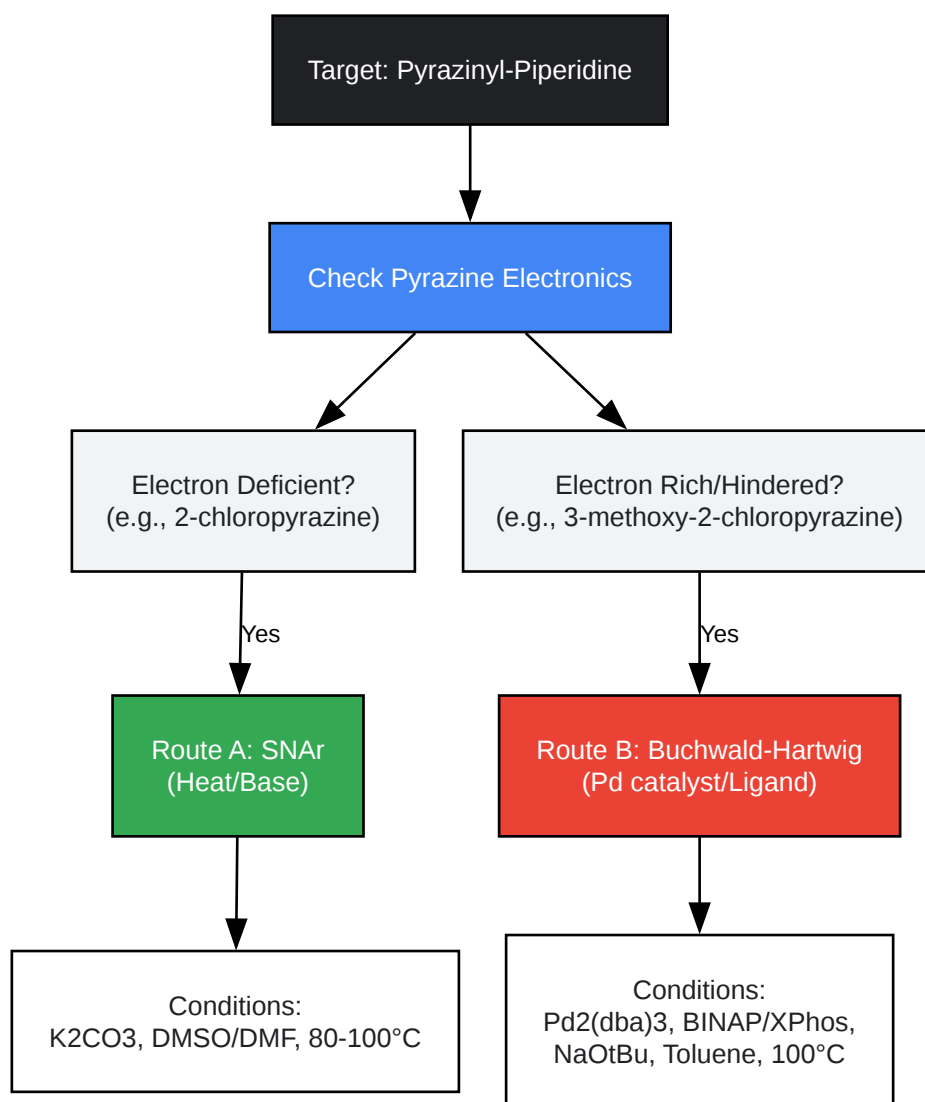 Target: Pyrazinyl-Piperidine
Check Pyrazine Electronics
Electron Deficient?
(e.g., 2-chloropyrazine)
Electron Rich/Hindered?
(e.g., 3-methoxy-2-chloropyrazine)
Yes
Yes
Route A: SNAr
(Heat/Base)
Route B: Buchwald-Hartwig
(Pd catalyst/Ligand)
Conditions:
K2CO3, DMSO/DMF, 80-100°C
Conditions:
Pd2(dba)3, BINAP/XPhos,
NaOtBu, Toluene, 100°C